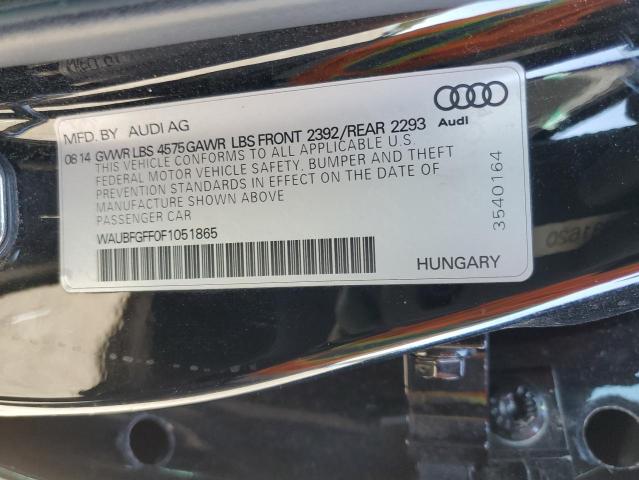 MFD. BY AUDI AG
08 14 GVWR LBS 4575 GAWR LBS FRONT 2392/REAR 2293
THIS VEHICLE CONFORMS TO ALL APPLICABLE U.S.
FEDERAL MOTOR VEHICLE SAFETY. BUMPER AND THEFT
PREVENTION STANDARDS IN EFFECT ON THE DATE OF
MANUFACTURE SHOWN ABOVE
PASSENGER CAR
WAUBFGFF0F1051865
Audi
3540164
HUNGARY